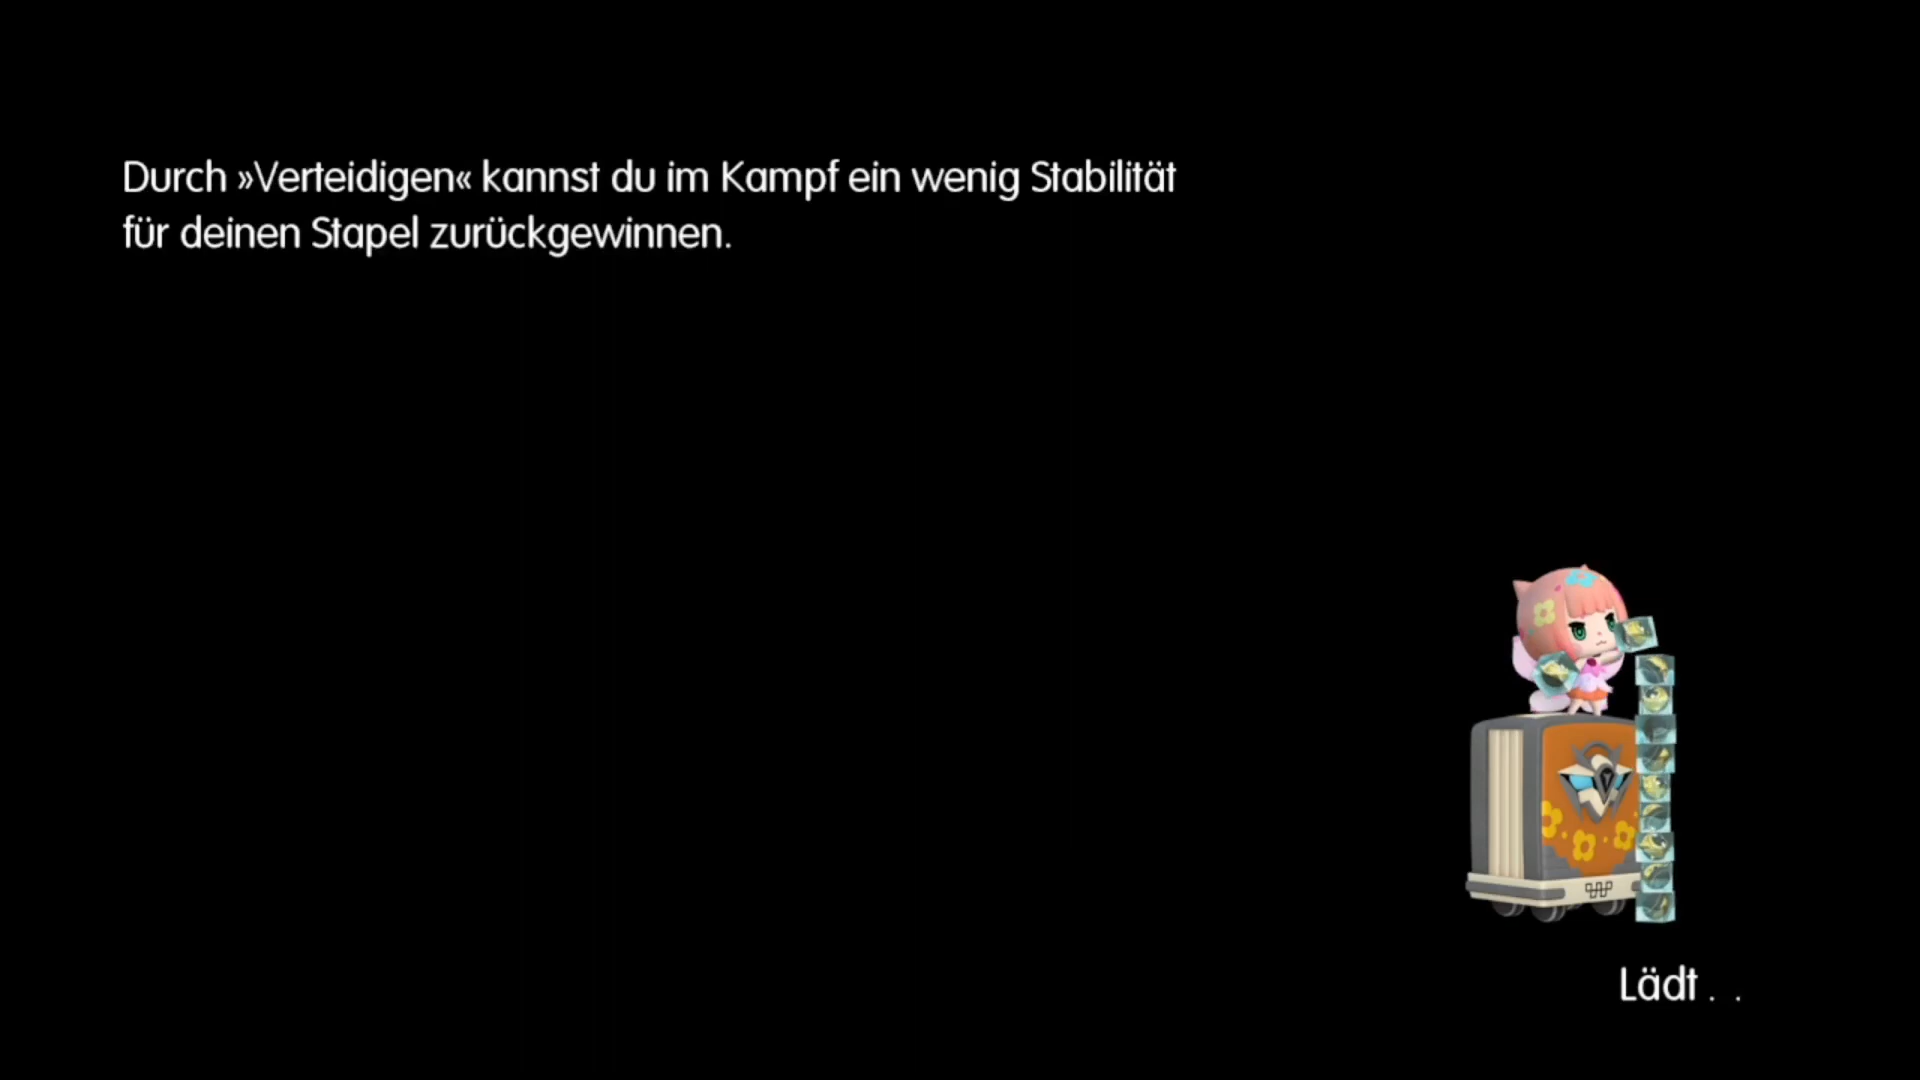 Durch »Verteidigen« kannst du im Kampf ein wenig Stabilität
für deinen Stapel zurückgewinnen.
Lädt . .